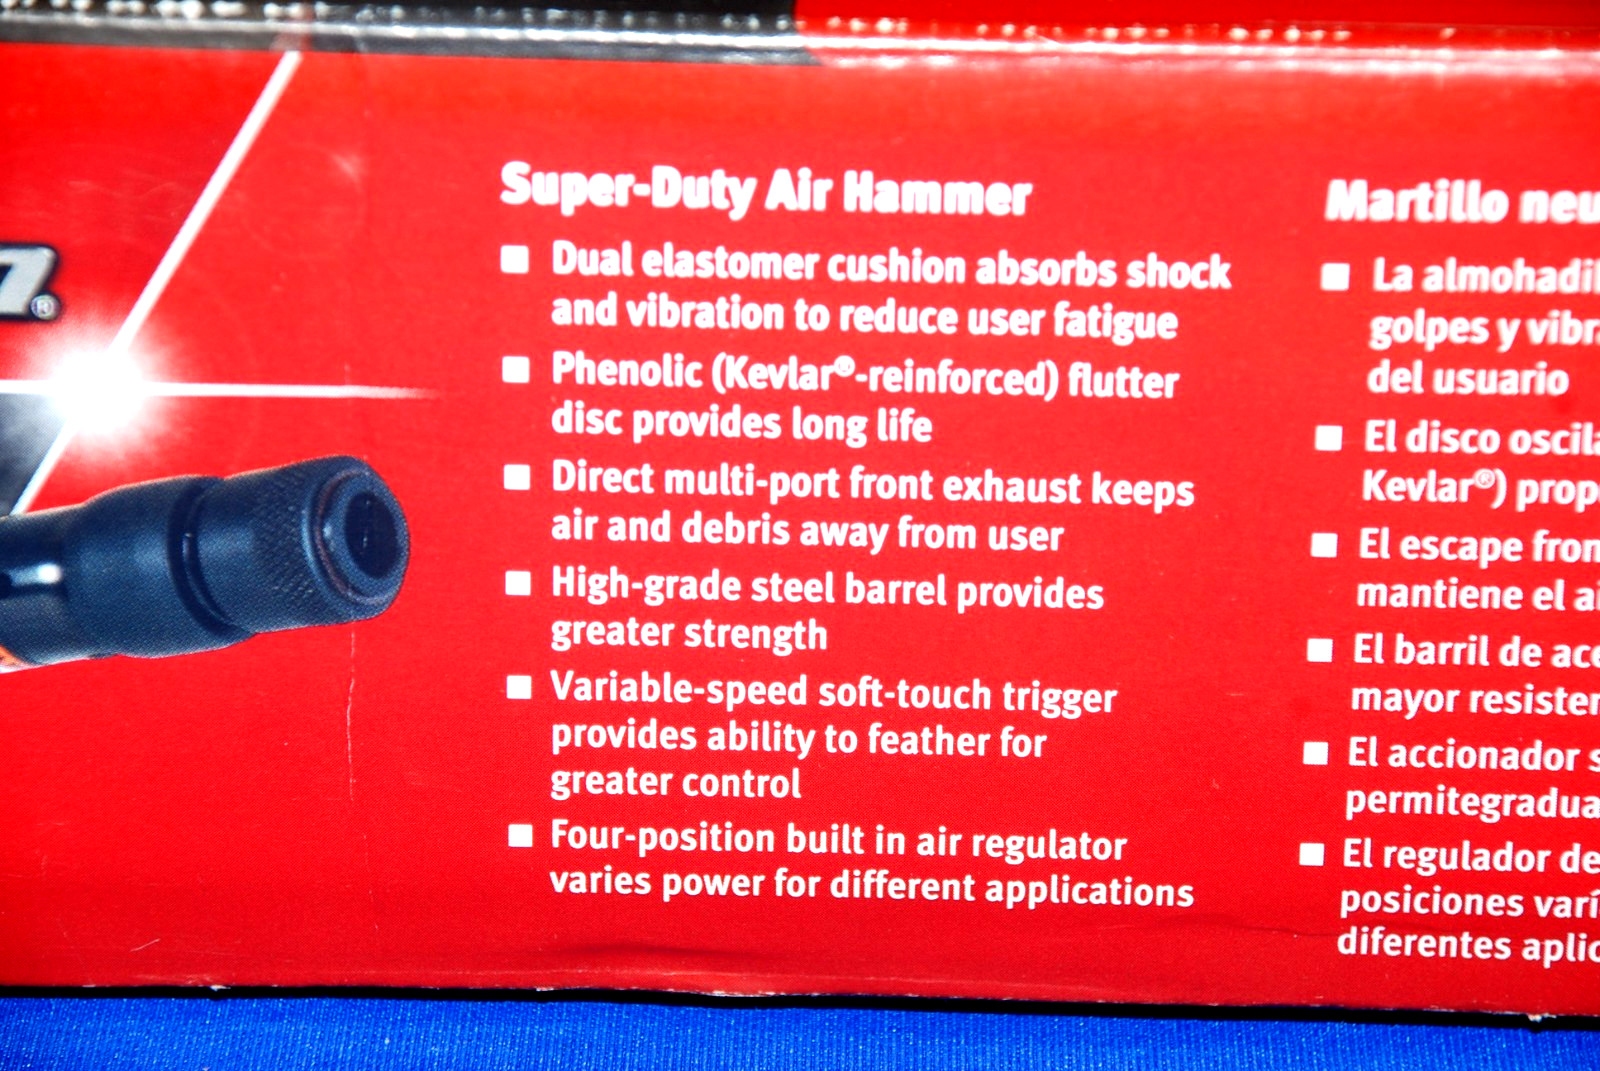 ®
Super-Duty Air Hammer
■ Dual elastomer cushion absorbs shock
and vibration to reduce user fatigue
■ Phenolic (Kevlar®-reinforced) flutter
disc provides long life
■ Direct multi-port front exhaust keeps
air and debris away from user
■ High-grade steel barrel provides
greater strength
■ Variable-speed soft-touch trigger
provides ability to feather for
greater control
■ Four-position built in air regulator
varies power for different applications
Martillo neu
■ La almohadil
golpes y vibr
del usuario
■ El disco oscila
Kevlar®) prop
■ El escape fron
mantiene el ai
■ El barril de ace
mayor resisten
■ El accionador s
permitegradua
■ El regulador de
posiciones varí
diferentes aplic